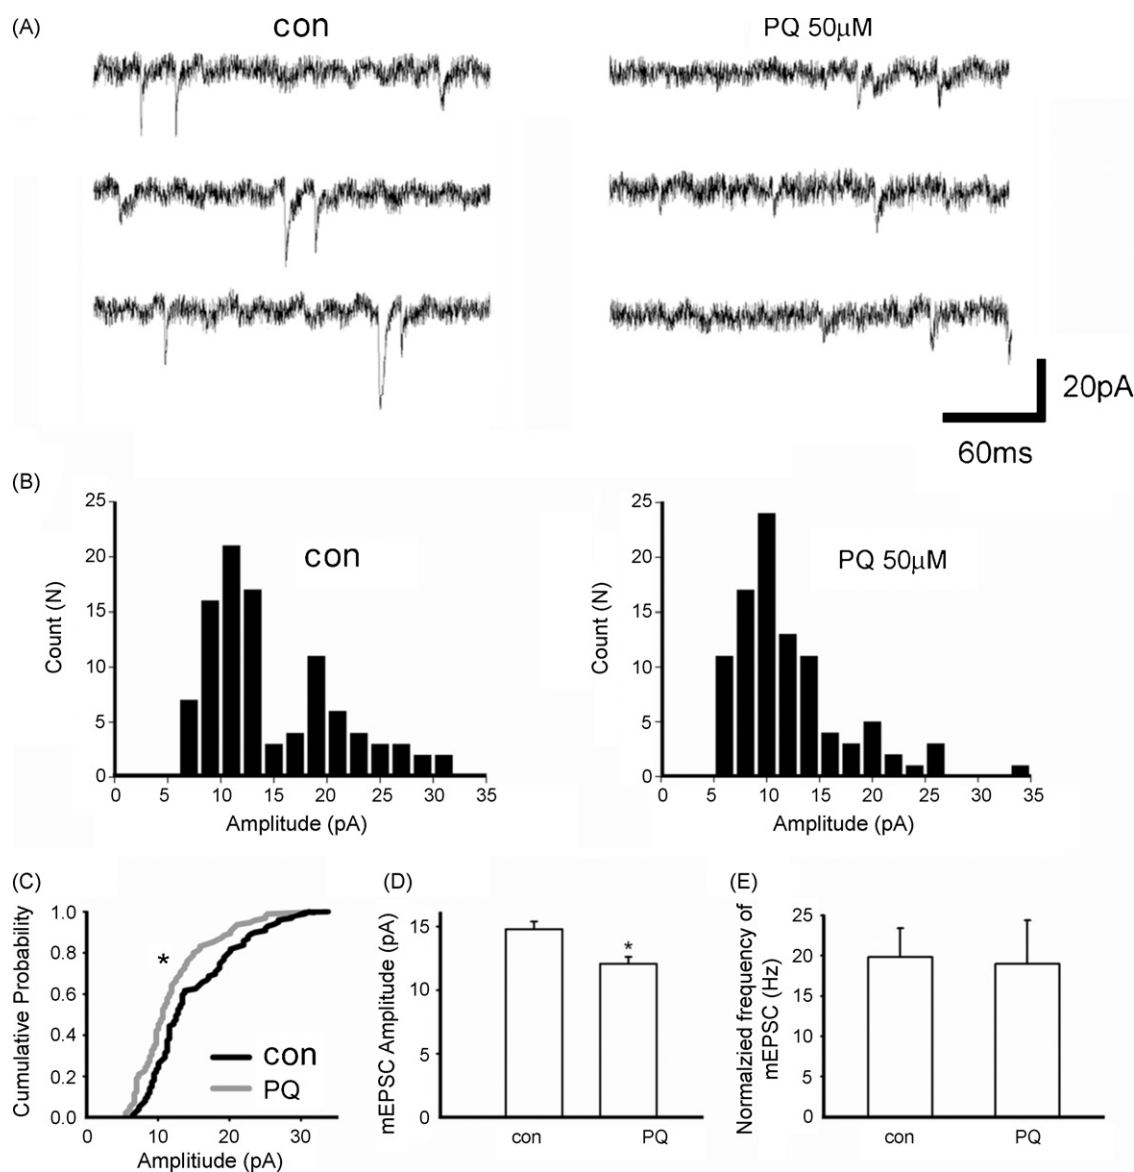 (A)
con
PQ 50μM
20pA
60ms
(B)
25
20
15
10
5
0
Count (N)
con
0 5 10 15 20 25 30 35
Amplitude (pA)
25
20
15
10
5
0
Count (N)
PQ 50μM
0 5 10 15 20 25 30 35
Amplitude (pA)
(C)
1.0
0.8
0.6
0.4
0.2
0.0
Cumulative Probability
*
con
PQ
0 10 20 30
Amplitiude (pA)
(D)
15
10
5
0
mEPSC Amplitude (pA)
*
con PQ
(E)
25
20
15
10
5
0
Normalzied frequency of
mEPSC (Hz)
con PQ